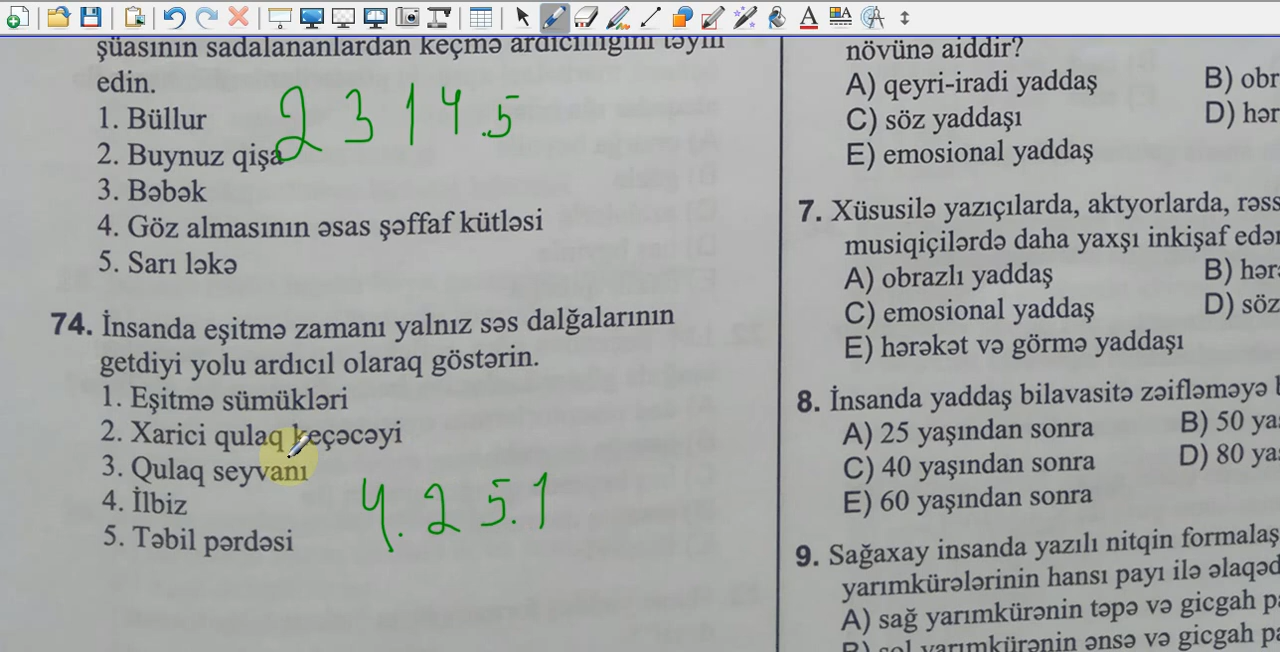 şüasının sadalananlardan keçmə ardıcıllığını təyin
edin.
1. Büllur
2. Buynuz qişa
3. Bəbək
4. Göz almasının əsas şəffaf kütləsi
5. Sarı ləkə
2 3 1 4.5
74. İnsanda eşitmə zamanı yalnız səs dalğalarının
getdiyi yolu ardıcıl olaraq göstərin.
1. Eşitmə sümükləri
2. Xarici qulaq keçəcəyi
3. Qulaq seyvanı
4. İlbiz
5. Təbil pərdəsi
4. 2 5. 1
növünə aiddir?
A) qeyri-iradi yaddaş B) obr
C) söz yaddaşı D) hər
E) emosional yaddaş
7. Xüsusilə yazıçılarda, aktyorlarda, rəss
musiqiçilərdə daha yaxşı inkişaf edər
A) obrazlı yaddaş B) hər
C) emosional yaddaş D) söz
E) hərəkət və görmə yaddaşı
8. İnsanda yaddaş bilavasitə zəifləməyə
A) 25 yaşından sonra B) 50 ya
C) 40 yaşından sonra D) 80 ya
E) 60 yaşından sonra
9. Sağaxay insanda yazılı nitqin formalaş
yarımkürələrinin hansı payı ilə əlaqəd
A) sağ yarımkürənin təpə və gicgah p
B) sol yarımkürənin ənsə və gicgah pa